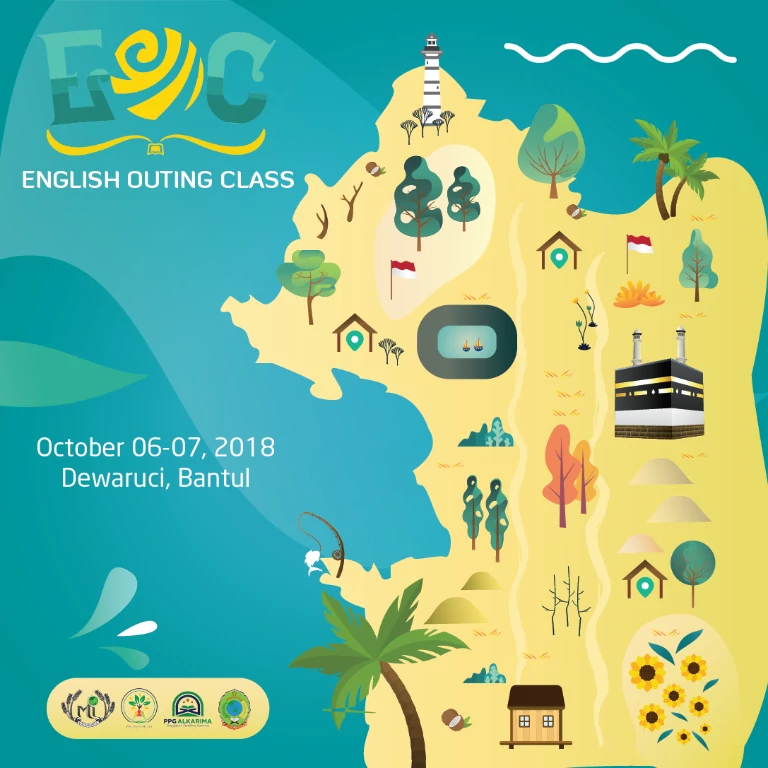 EOC
ENGLISH OUTING CLASS
October 06-07, 2018
Dewaruci, Bantul
PPG ALKARIMA